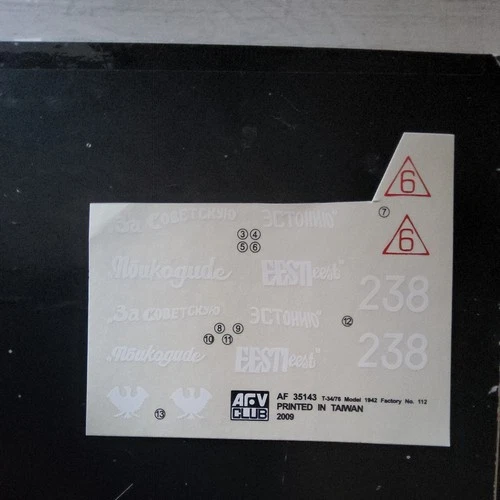 6
⑦
„За СОВЕТСКУЮ ЭСТОНИЮ"
③ ④
⑤ ⑥
6
„Nõukogude EESTI eest"
238
„За СОВЕТСКУЮ ЭСТОНИЮ"
⑧ ⑨
⑩ ⑪
⑫
„Nõukogude EESTI eest"
238
⑬
AFV CLUB
AF 35143 T-34/76 Model 1942 Factory No. 112
PRINTED IN TAIWAN
2009